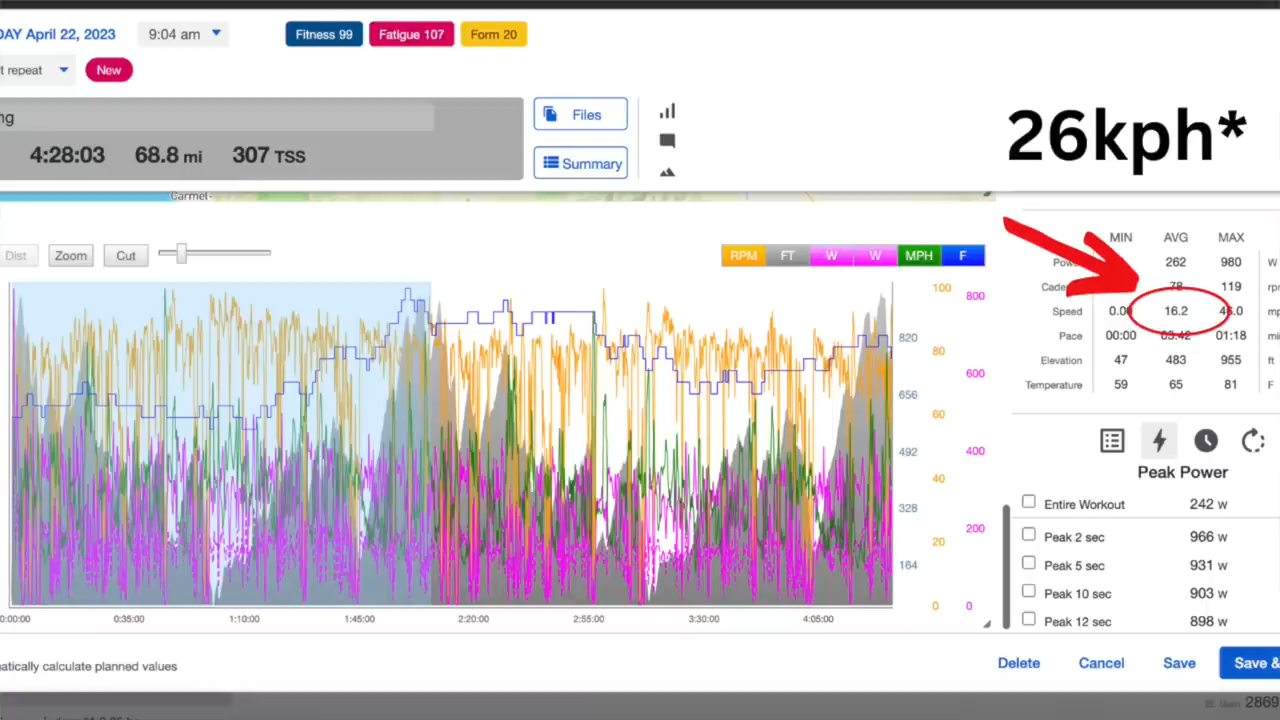 DAY April 22, 2023 9:04 am Fitness 99 Fatigue 107 Form 20
t repeat New
ng
4:28:03 68.8 mi 307 TSS
Files
Summary
26kph*
Carmel-
Dist Zoom Cut
RPM FT W W MPH F
100 800
820
80
656
600
60
492
400
40
328
200
20
164
0 0
0:00:00 0:35:00 1:10:00 1:45:00 2:20:00 2:55:00 3:30:00 4:05:00
MIN AVG MAX
Pow 262 980 W
Cade 78 119 rpm
Speed 0.00 16.2 46.0 mp
Pace 00:00 03:42 01:18 mi
Elevation 47 483 955 ft
Temperature 59 65 81 F
Peak Power
Entire Workout 242 W
Peak 2 sec 966 W
Peak 5 sec 931 W
Peak 10 sec 903 W
Peak 12 sec 898 W
matically calculate planned values
Delete Cancel Save Save &
2869